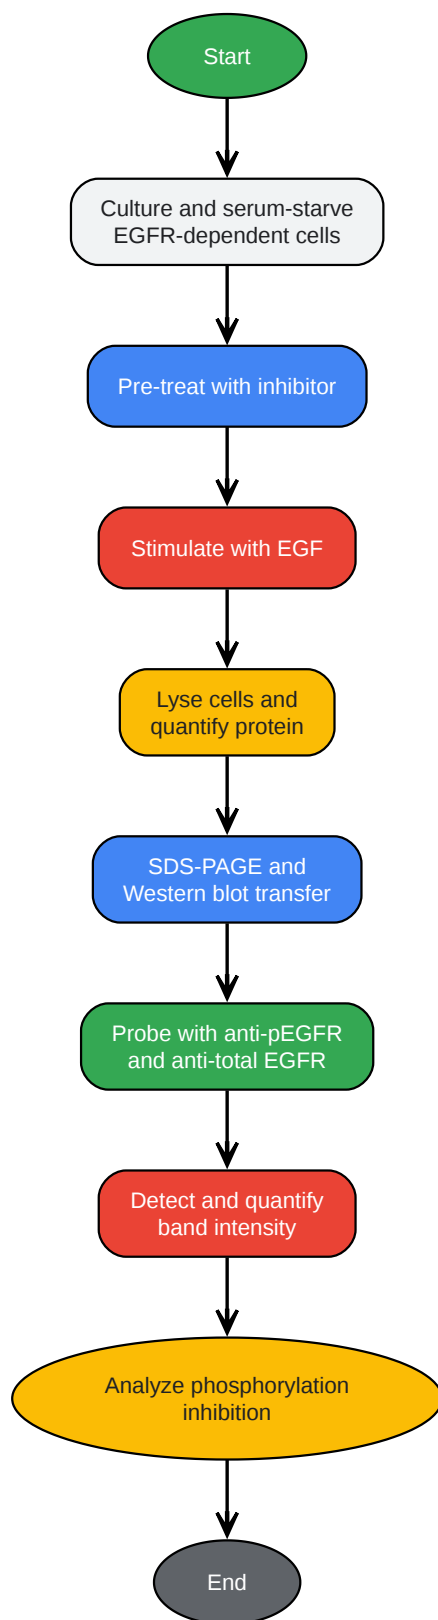 Start
Culture and serum-starve
EGFR-dependent cells
Pre-treat with inhibitor
Stimulate with EGF
Lyse cells and
quantify protein
SDS-PAGE and
Western blot transfer
Probe with anti-pEGFR
and anti-total EGFR
Detect and quantify
band intensity
Analyze phosphorylation
inhibition
End